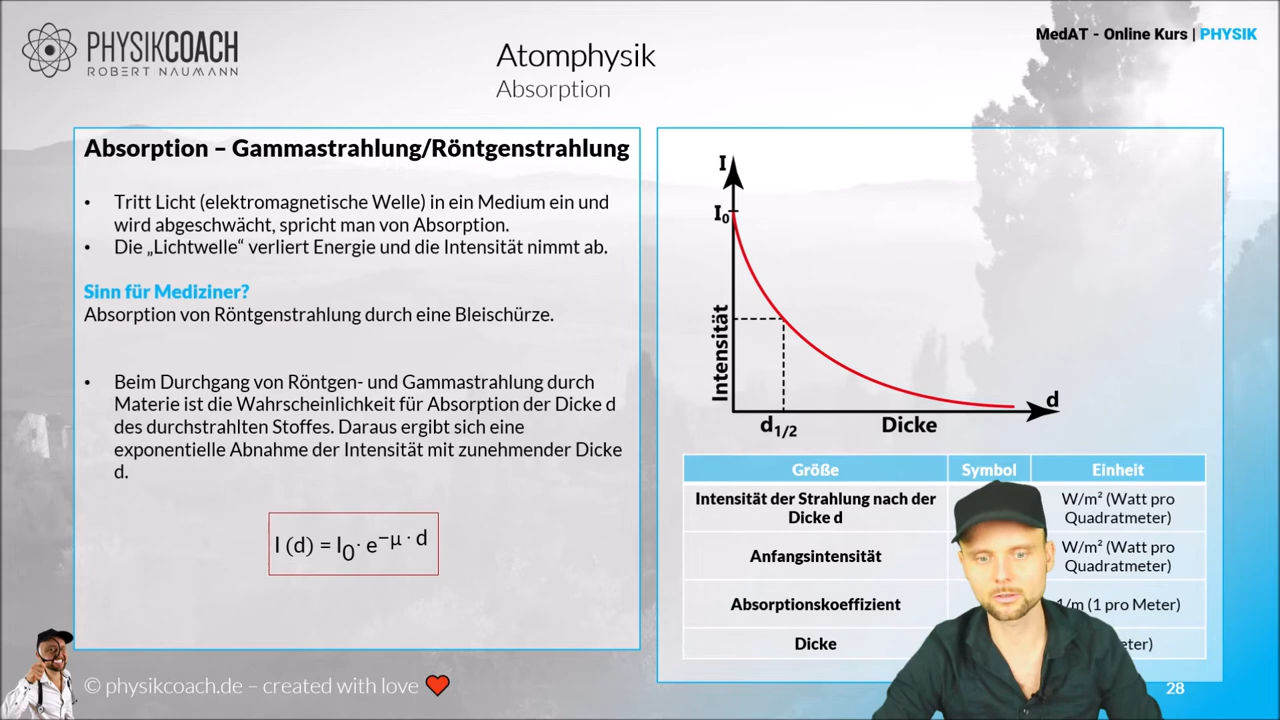 PHYSIKCOACH
ROBERT NAUMANN
Atomphysik
Absorption
MedAT - Online Kurs | PHYSIK
Absorption – Gammastrahlung/Röntgenstrahlung
• Tritt Licht (elektromagnetische Welle) in ein Medium ein und
wird abgeschwächt, spricht man von Absorption.
• Die „Lichtwelle“ verliert Energie und die Intensität nimmt ab.
Sinn für Mediziner?
Absorption von Röntgenstrahlung durch eine Bleischürze.
• Beim Durchgang von Röntgen- und Gammastrahlung durch
Materie ist die Wahrscheinlichkeit für Absorption der Dicke d
des durchstrahlten Stoffes. Daraus ergibt sich eine
exponentielle Abnahme der Intensität mit zunehmender Dicke
d.
I (d) = I₀· e^−μ · d
I
I₀
Intensität
d
d₁/₂
Dicke
Größe Symbol Einheit
Intensität der Strahlung nach der
Dicke d
W/m² (Watt pro
Quadratmeter)
Anfangsintensität
W/m² (Watt pro
Quadratmeter)
Absorptionskoeffizient
1/m (1 pro Meter)
Dicke
© physikcoach.de – created with love
28